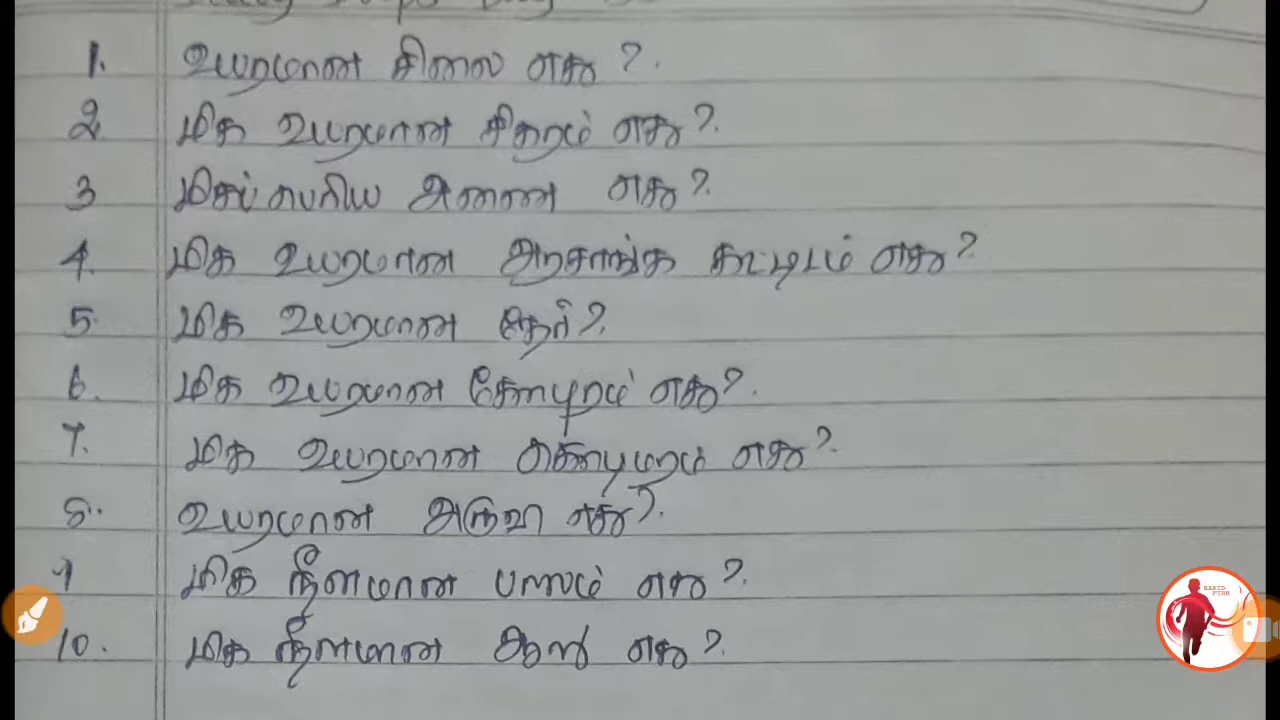 1. உயரமான சிலை எது?
2. மிக உயரமான சிகரம் எது?
3 மிகப் பெரிய அணை எது?
4. மிக உயரமான அரசாங்க கட்டிடம் எது?
5. மிக உயரமான தேர்?
6. மிக உயரமான கோபுரம் எது?
7. மிக உயரமான எது?
8. உயரமான அருவி எது?
9 மிக நீளமான பாலம் எது?
10. மிக நீளமான ஆறு எது?
RAPID
FIRE